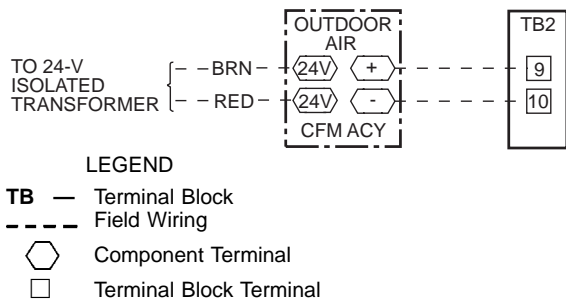 OUTDOOR
AIR
TB2
TO 24-V
ISOLATED
TRANSFORMER
BRN
24V
+
9
RED
24V
-
10
CFM ACY
LEGEND
TB — Terminal Block
Field Wiring
Component Terminal
Terminal Block Terminal